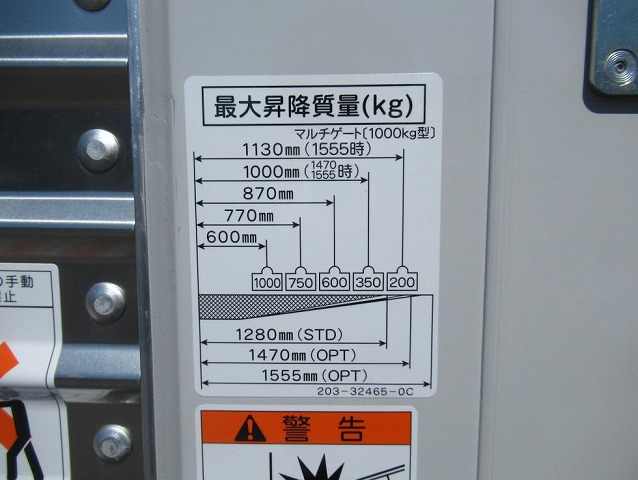 最大昇降質量(kg)
マルチゲート〔1000kg型〕
1130mm(1555時)
1000mm(1470 1555時)
870mm
770mm
600mm
1000 750 600 350 200
1280mm(STD)
1470mm(OPT)
1555mm(OPT)
203-32465-0C
の手動
警告